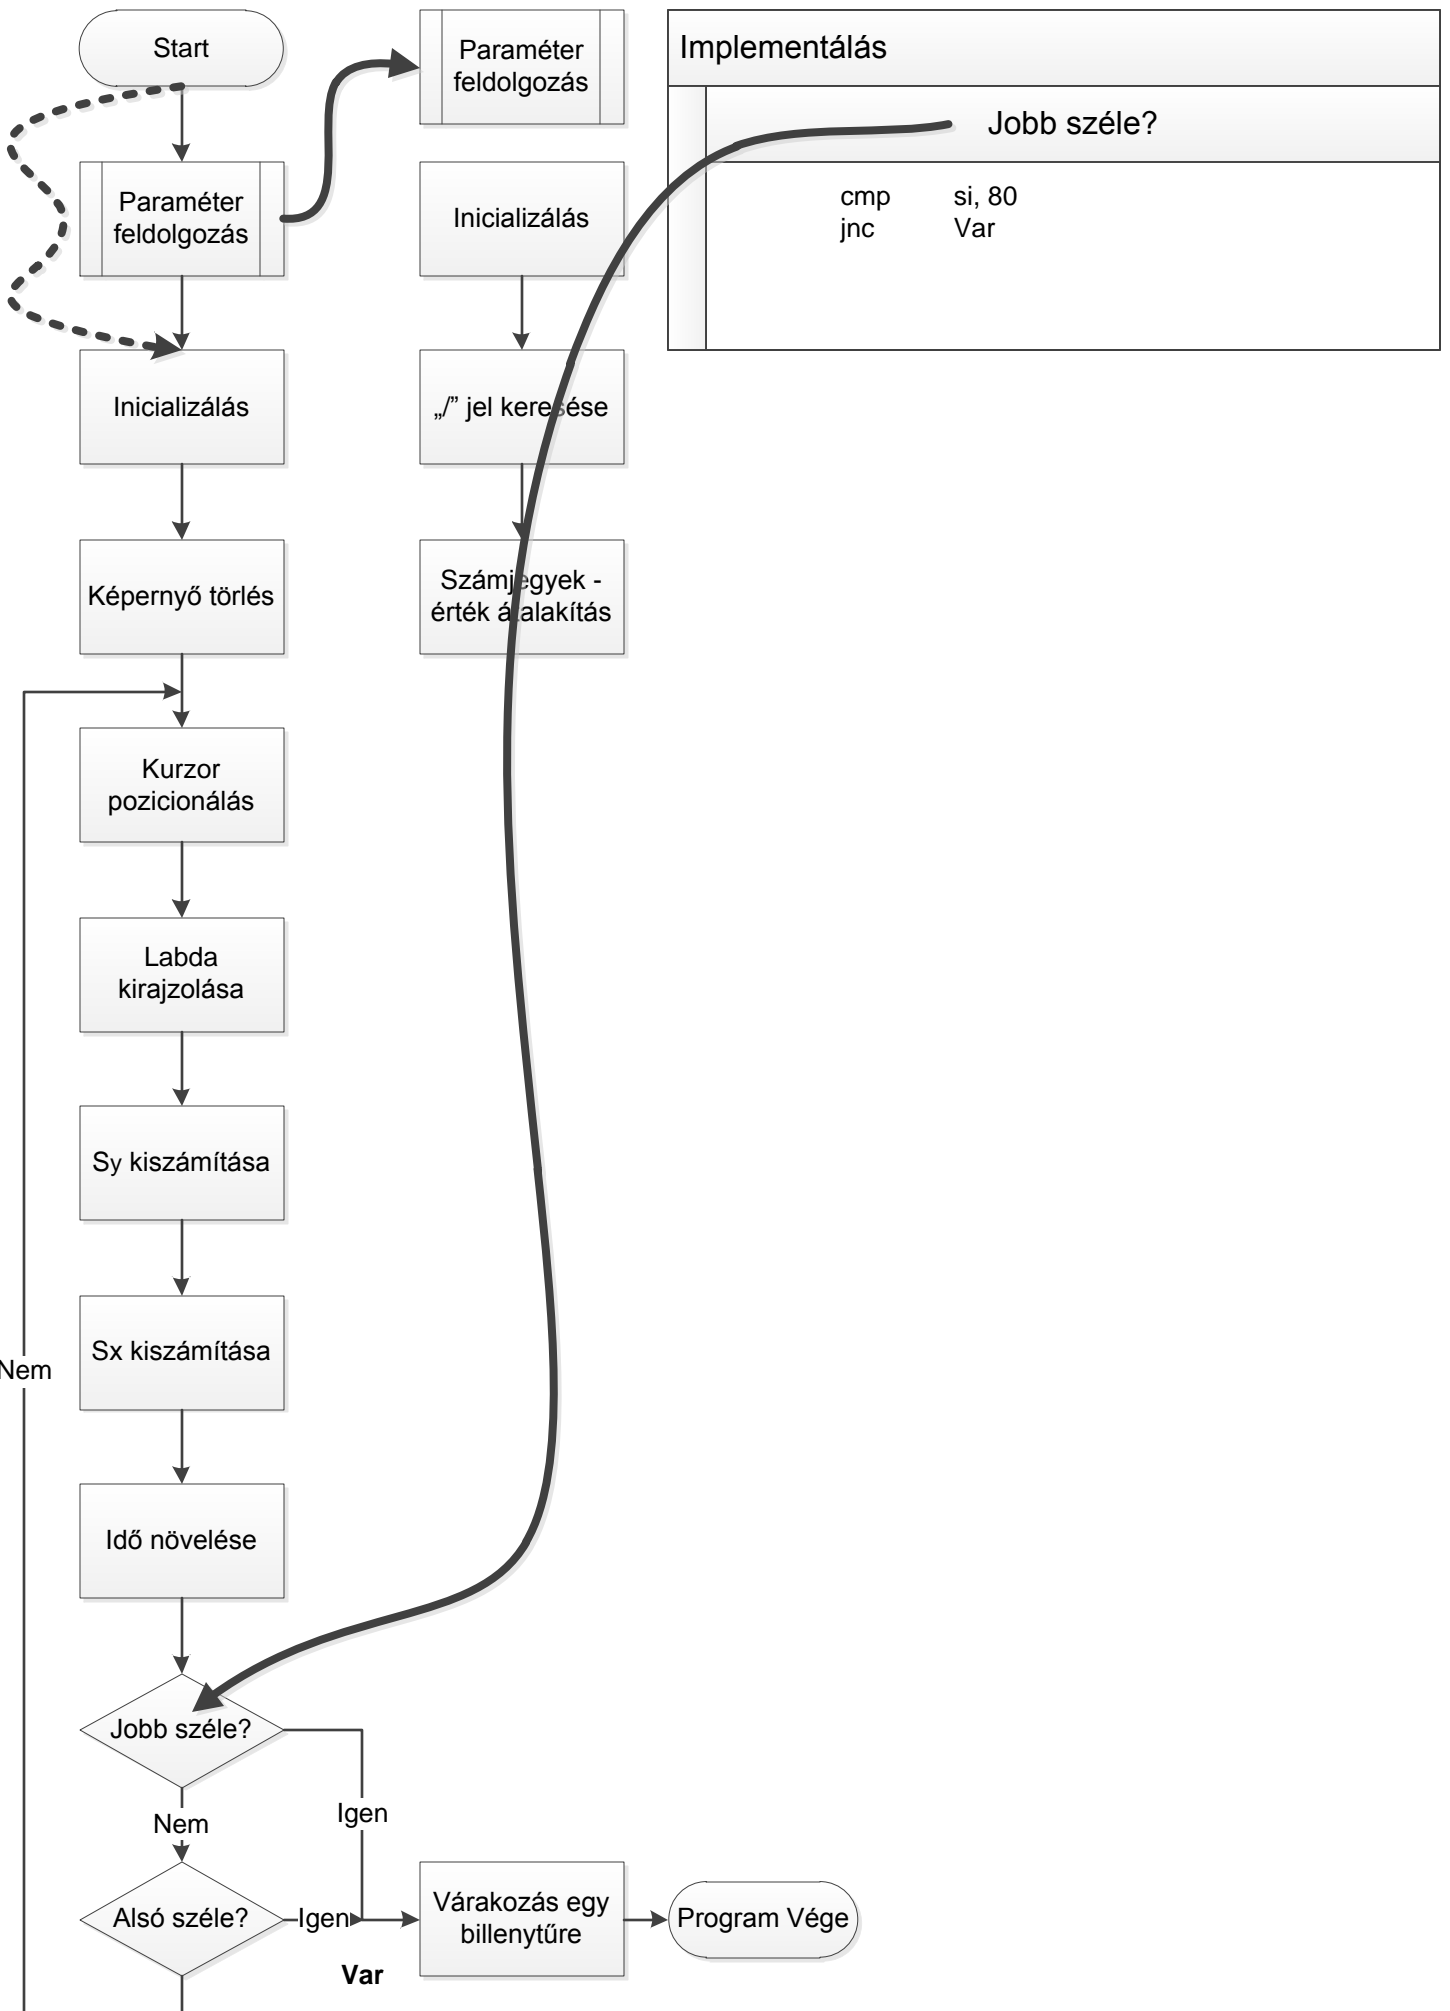 Start
Paraméter
feldolgozás
Inicializálás
Képernyő törlés
Kurzor
pozicionálás
Labda
kirajzolása
Sy kiszámítása
Sx kiszámítása
Nem
Idő növelése
Jobb széle?
Nem
Igen
Alsó széle?
Igen
Var
Várakozás egy
billenytűre
Program Vége
Paraméter
feldolgozás
Inicializálás
„/” jel keresése
Számjegyek -
érték átalakítás
Implementálás
Jobb széle?
cmp si, 80
jnc Var